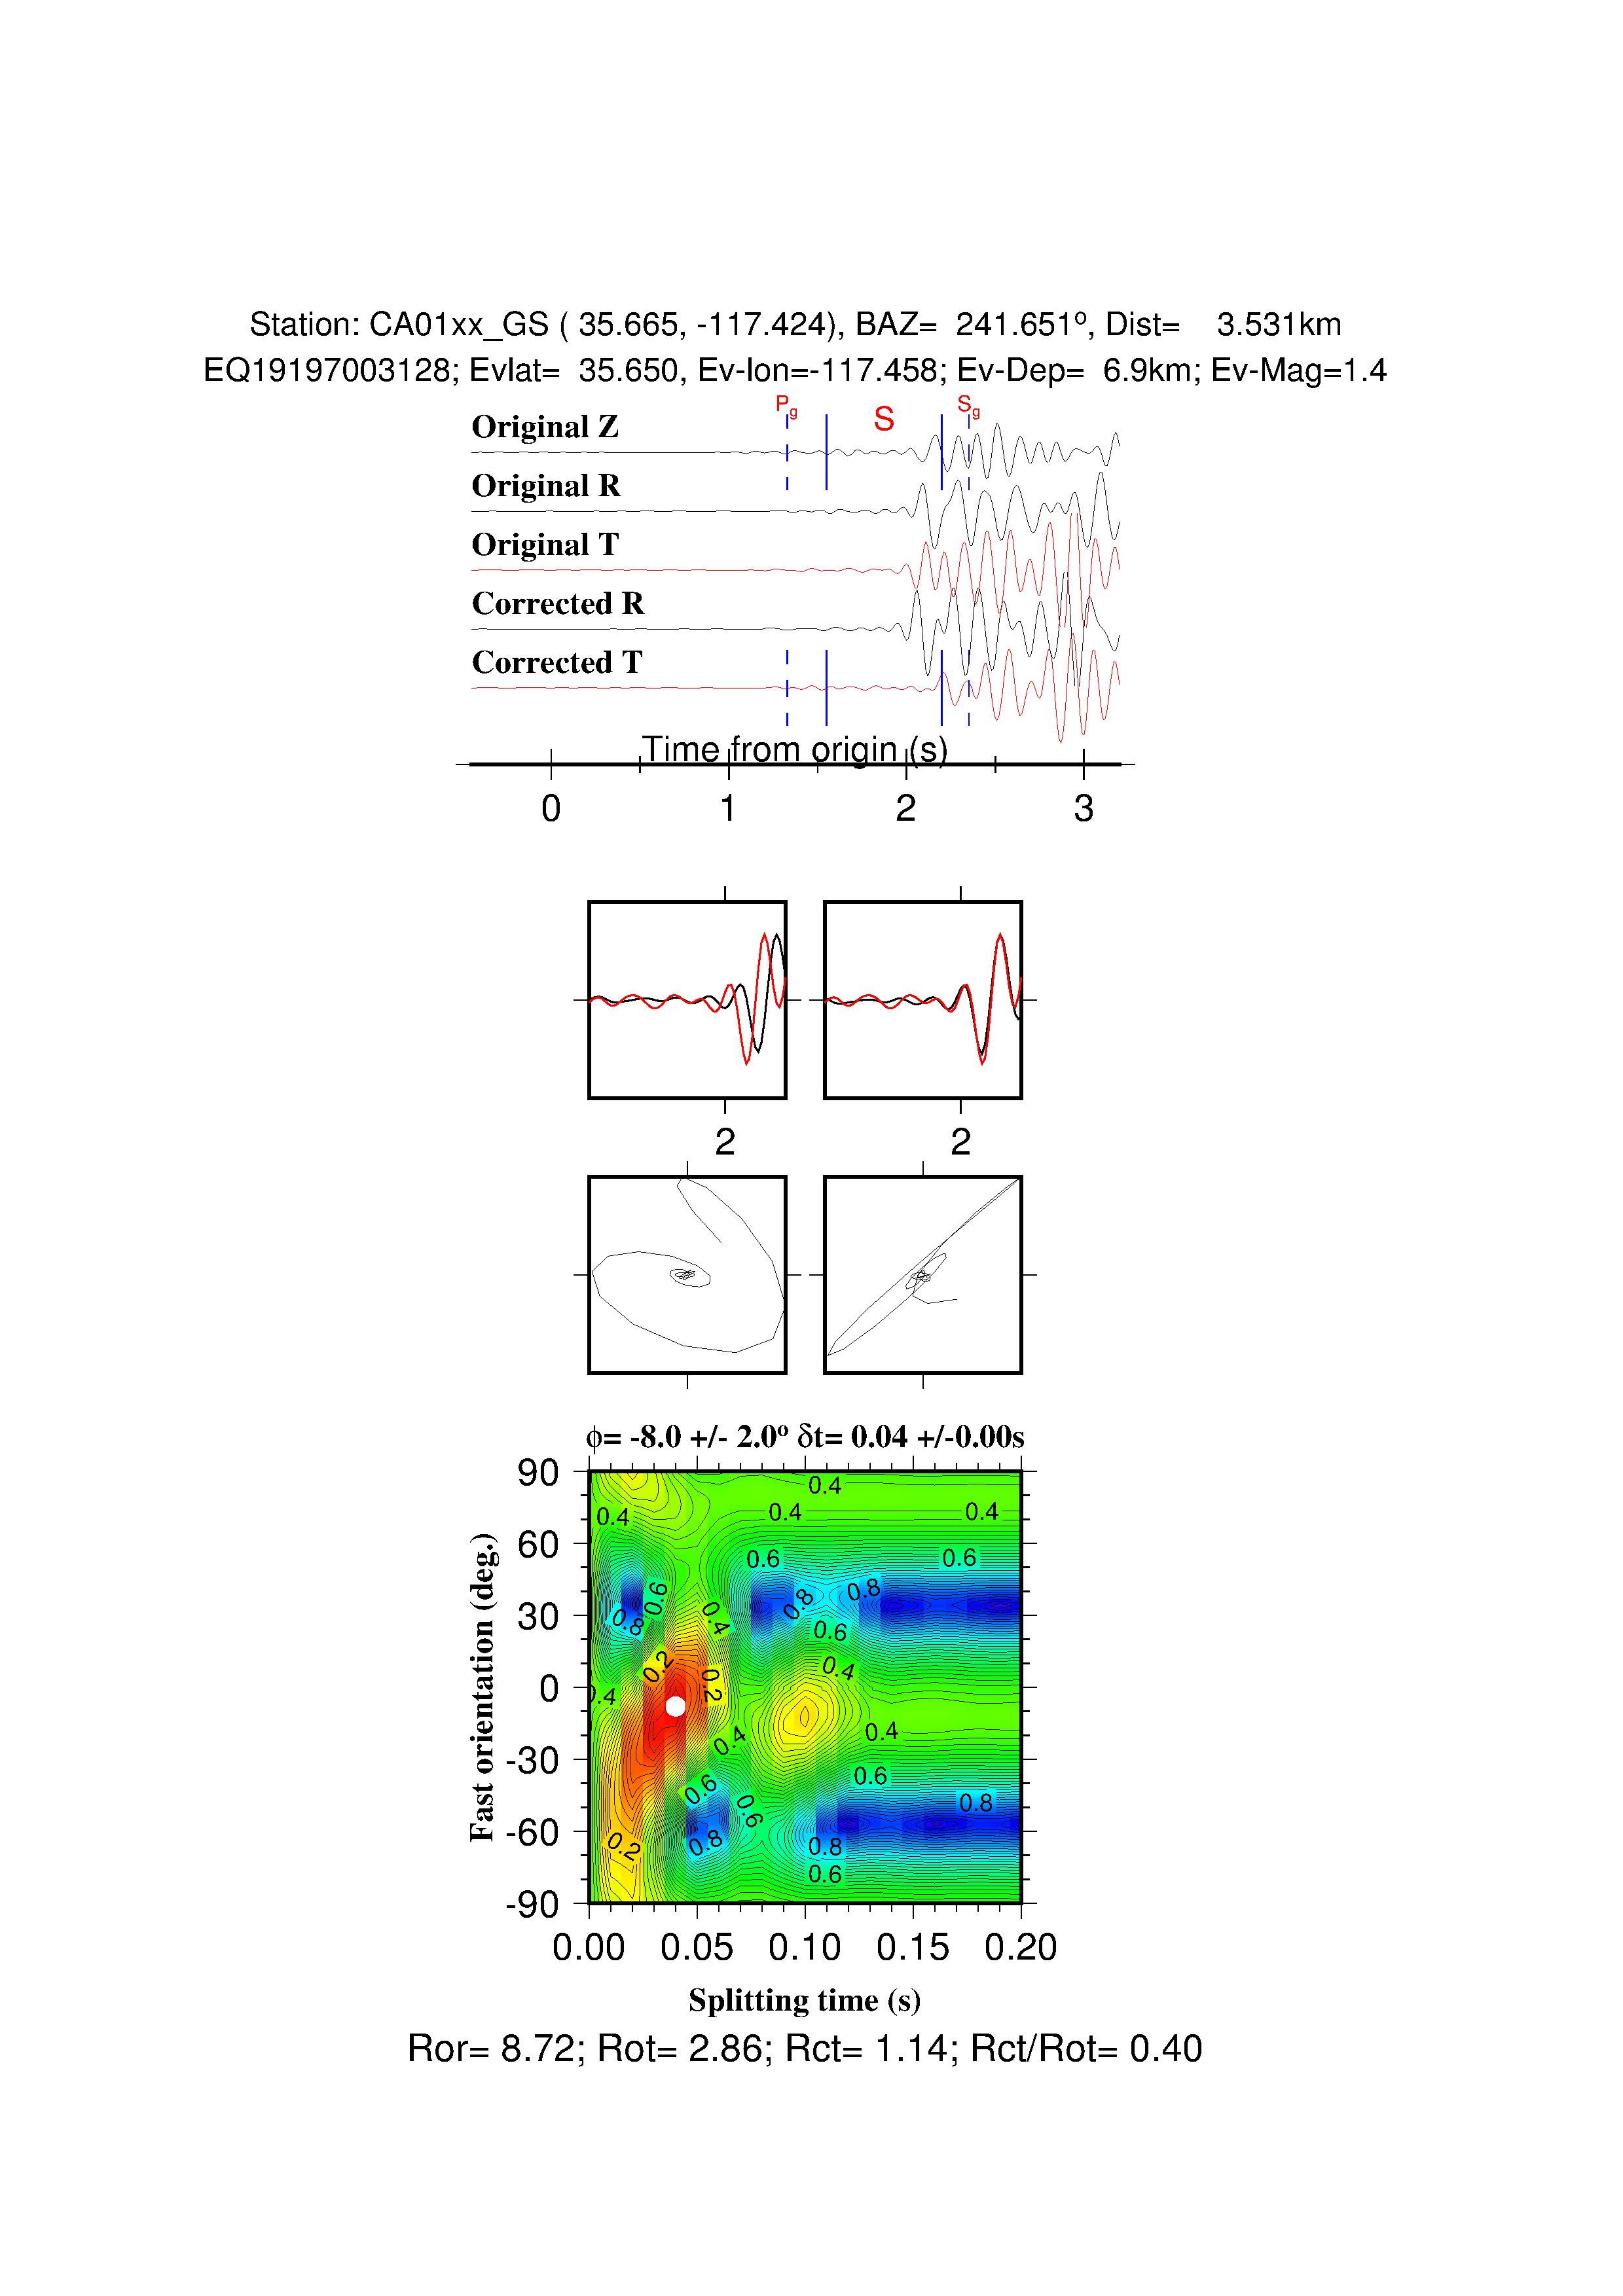 Station: CA01xx_GS ( 35.665, -117.424), BAZ= 241.651º, Dist= 3.531km
EQ19197003128; Evlat= 35.650, Ev-lon=-117.458; Ev-Dep= 6.9km; Ev-Mag=1.4
Pg S Sg
Original Z
Original R
Original T
Corrected R
Corrected T
Time from origin (s)
0 1 2 3
2 2
ϕ= -8.0 +/- 2.0º δt= 0.04 +/-0.00s
90
60
30
0
-30
-60
-90
Fast orientation (deg.)
0.4
0.4 0.4 0.4
0.6 0.6
0.6 0.8 0.8
0.8 0.4 0.6
0.2 0.4
0.4 0.2
0.4 0.4
0.6 0.6
0.6 0.8
0.2 0.8 0.8
0.6
0.00 0.05 0.10 0.15 0.20
Splitting time (s)
Ror= 8.72; Rot= 2.86; Rct= 1.14; Rct/Rot= 0.40